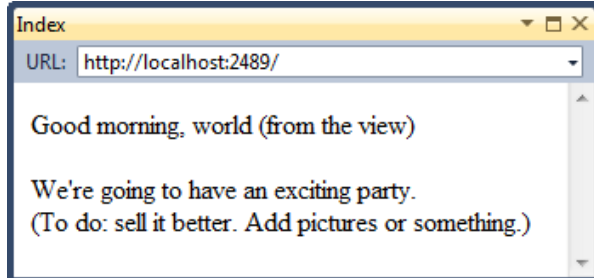 Index
URL: http://localhost:2489/
Good morning, world (from the view)
We're going to have an exciting party.
(To do: sell it better. Add pictures or something.)